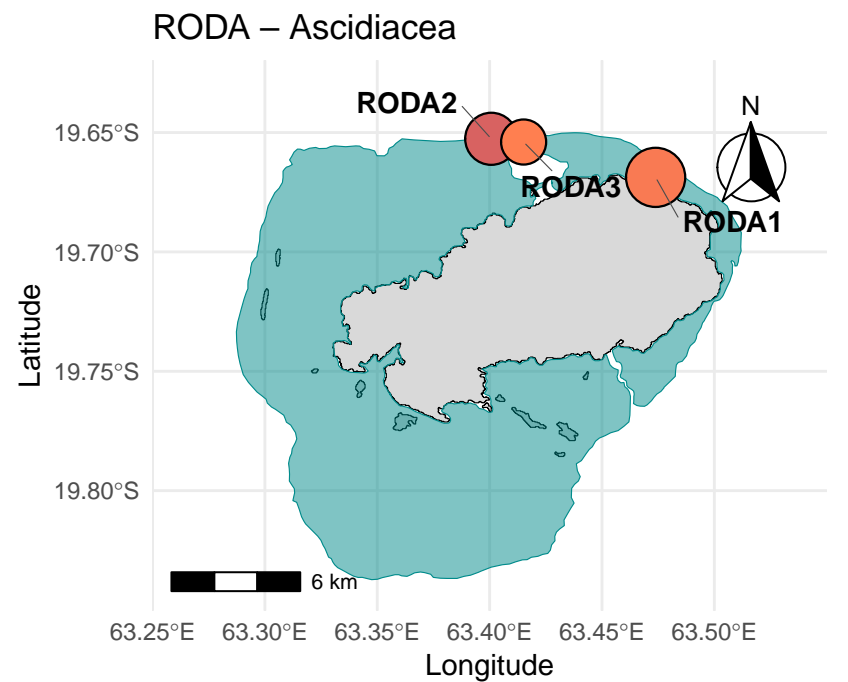 RODA – Ascidiacea
N
RODA2
RODA3
RODA1
19.65°S
19.70°S
19.75°S
19.80°S
Latitude
6 km
63.25°E 63.30°E 63.35°E 63.40°E 63.45°E 63.50°E
Longitude